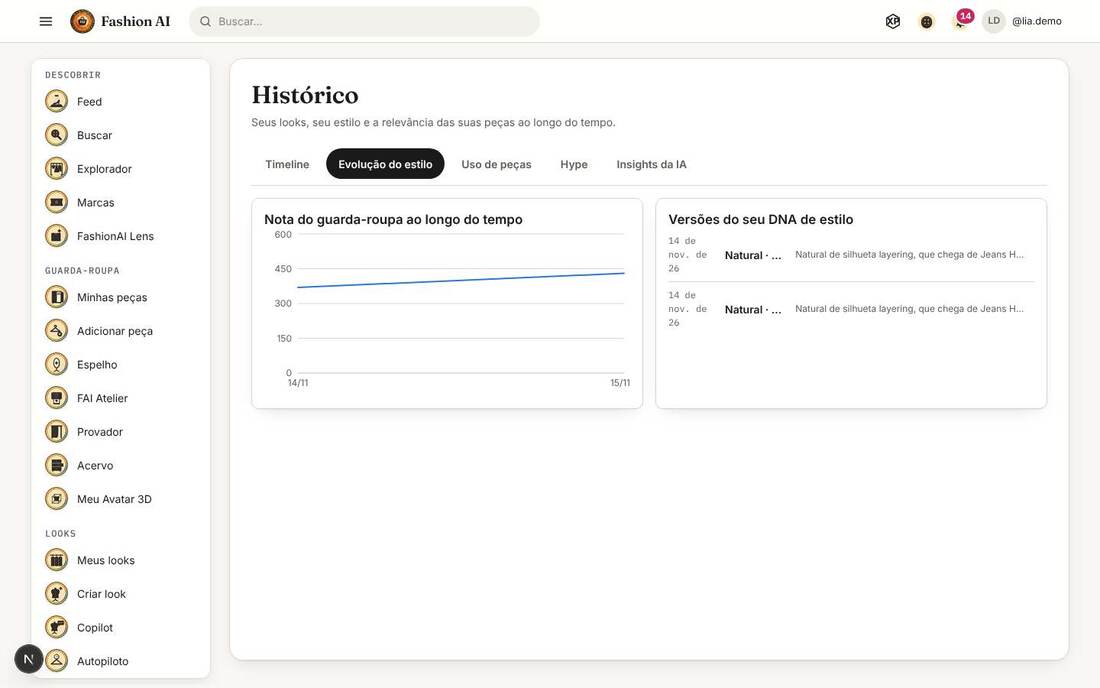 Fashion AI
Buscar...
XP
14
LD
@lia.demo
DESCOBRIR
Feed
Buscar
Explorador
Marcas
FashionAI Lens
GUARDA-ROUPA
Minhas peças
Adicionar peça
Espelho
FAI Atelier
Provador
Acervo
Meu Avatar 3D
LOOKS
Meus looks
Criar look
Copilot
Autopiloto
N
Histórico
Seus looks, seu estilo e a relevância das suas peças ao longo do tempo.
Timeline
Evolução do estilo
Uso de peças
Hype
Insights da IA
Nota do guarda-roupa ao longo do tempo
600
450
300
150
0
14/11
15/11
Versões do seu DNA de estilo
14 de
nov. de
26
Natural · ...
Natural de silhueta layering, que chega de Jeans H...
14 de
nov. de
26
Natural · ...
Natural de silhueta layering, que chega de Jeans H...